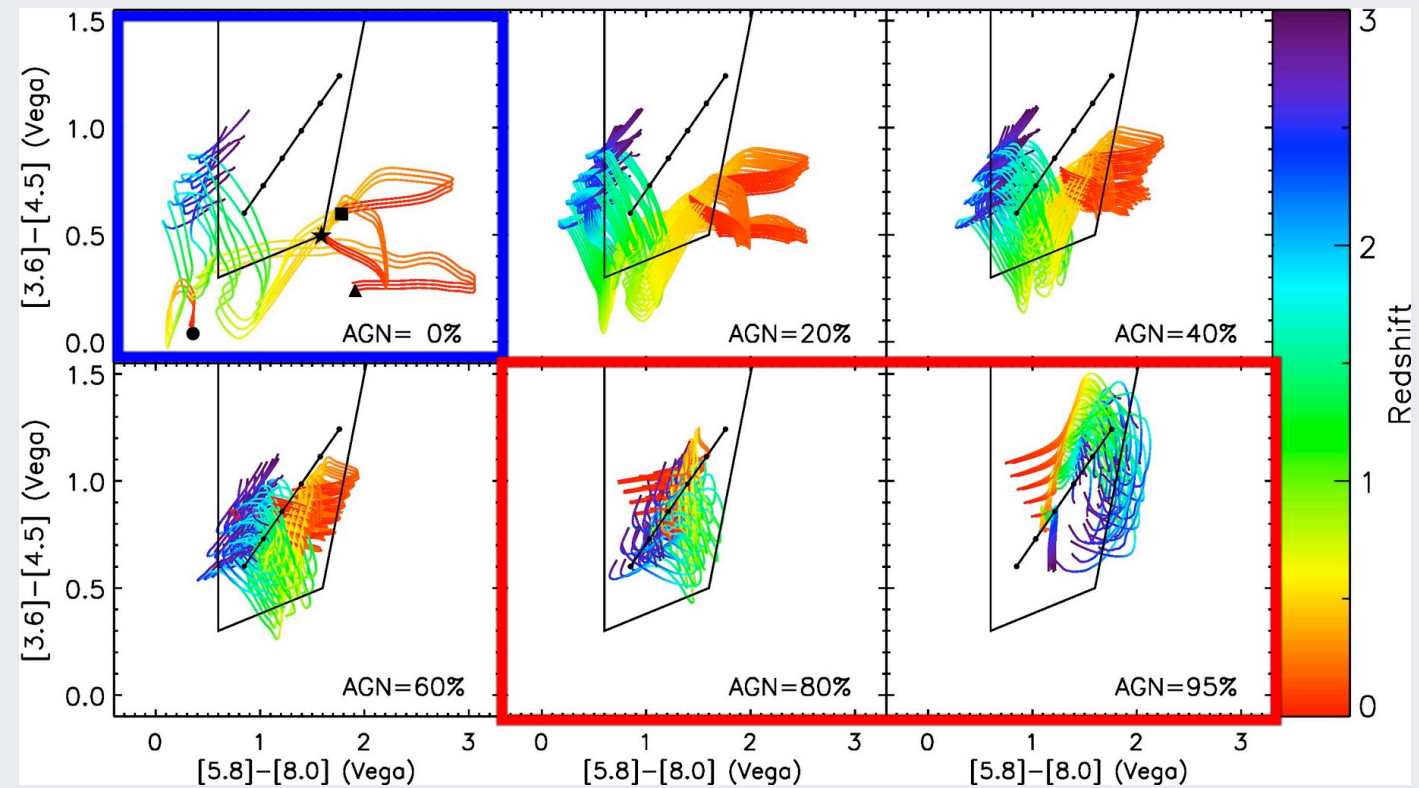 1.5
1.0
0.5
0.0
[3.6]-[4.5] (Vega)
AGN= 0%
AGN=20%
AGN=40%
3
2
1
0
Redshift
1.5
1.0
0.5
0.0
[3.6]-[4.5] (Vega)
AGN=60%
AGN=80%
AGN=95%
0 1 2 3 0 1 2 3 0 1 2 3
[5.8]-[8.0] (Vega) [5.8]-[8.0] (Vega) [5.8]-[8.0] (Vega)